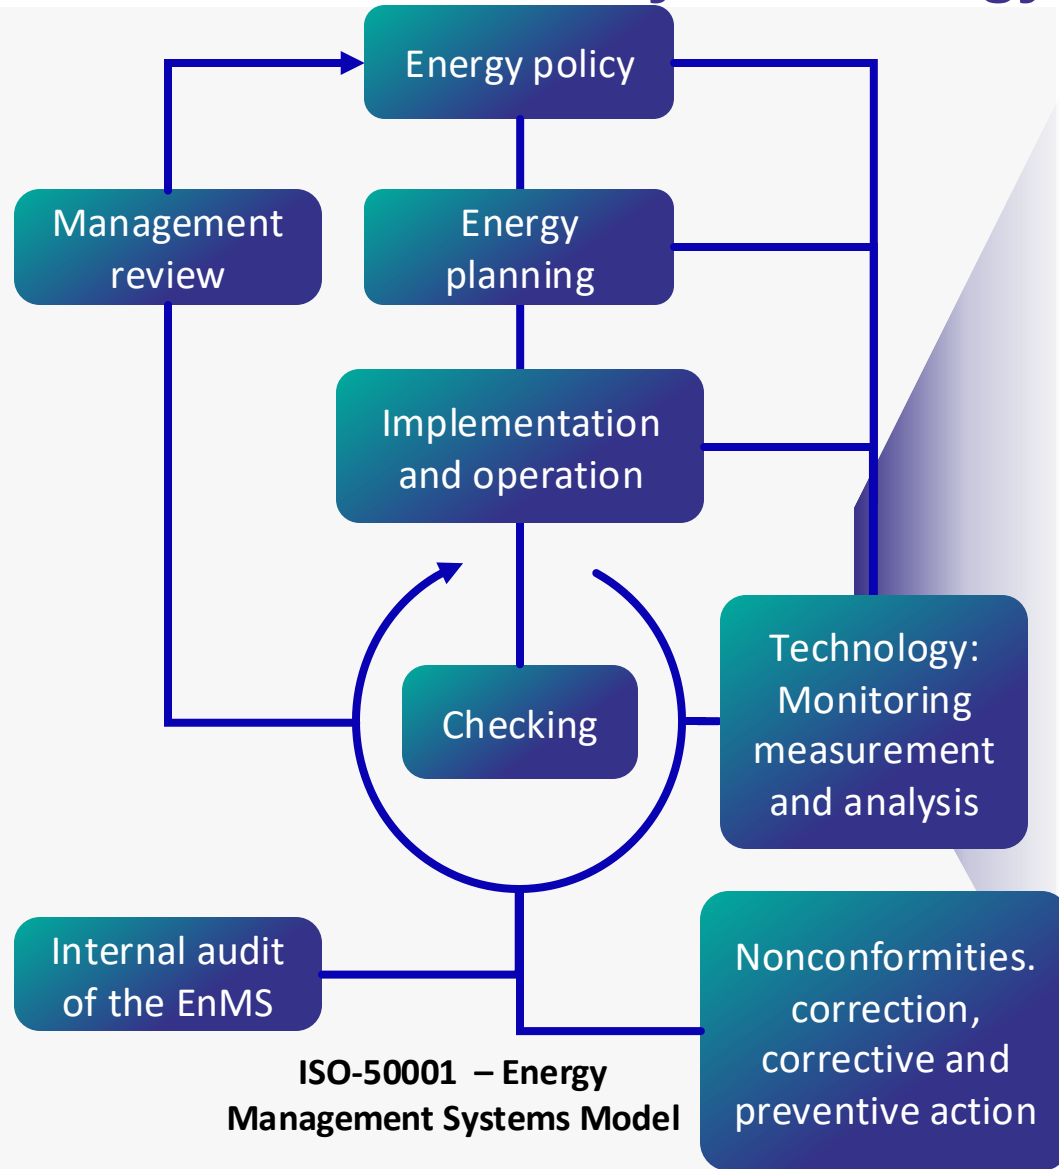 Energy policy
Management
review
Energy
planning
Implementation
and operation
Checking
Technology:
Monitoring
measurement
and analysis
Internal audit
of the EnMS
Nonconformities.
correction,
corrective and
preventive action
ISO-50001 – Energy
Management Systems Model